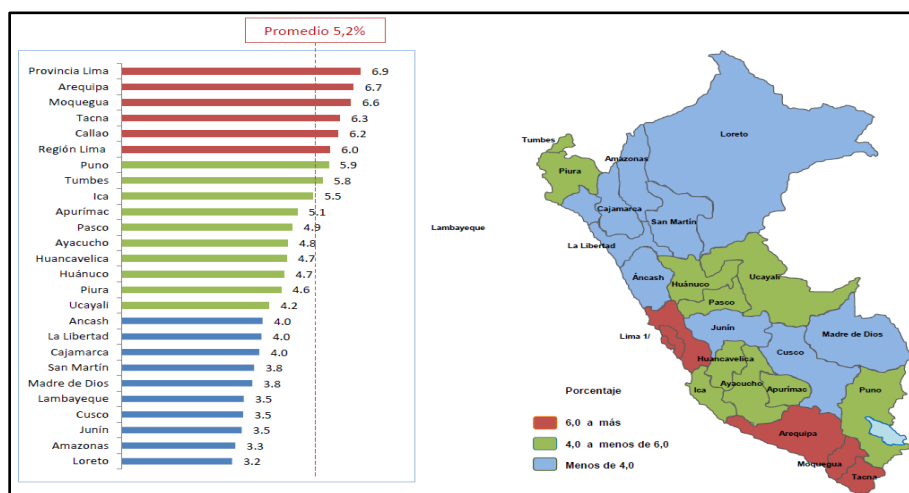 Promedio 5,2%
Provincia Lima 6.9
Arequipa 6.7
Moquegua 6.6
Tacna 6.3
Callao 6.2
Región Lima 6.0
Puno 5.9
Tumbes 5.8
Ica 5.5
Apurímac 5.1
Pasco 4.9
Ayacucho 4.8
Huancavelica 4.7
Huánuco 4.7
Piura 4.6
Ucayali 4.2
Ancash 4.0
La Libertad 4.0
Cajamarca 4.0
San Martín 3.8
Madre de Dios 3.8
Lambayeque 3.5
Cusco 3.5
Junín 3.5
Amazonas 3.3
Loreto 3.2
Tumbes
Piura
Amazonas
Loreto
Cajamarca
San Martín
Lambayeque
La Libertad
Áncash
Huánuco
Ucayali
Pasco
Lima 1/
Junín
Madre de Dios
Cusco
Huancavelica
Ica
Ayacucho
Apurímac
Puno
Arequipa
Moquegua
Tacna
Porcentaje
6,0 a más
4,0 a menos de 6,0
Menos de 4,0